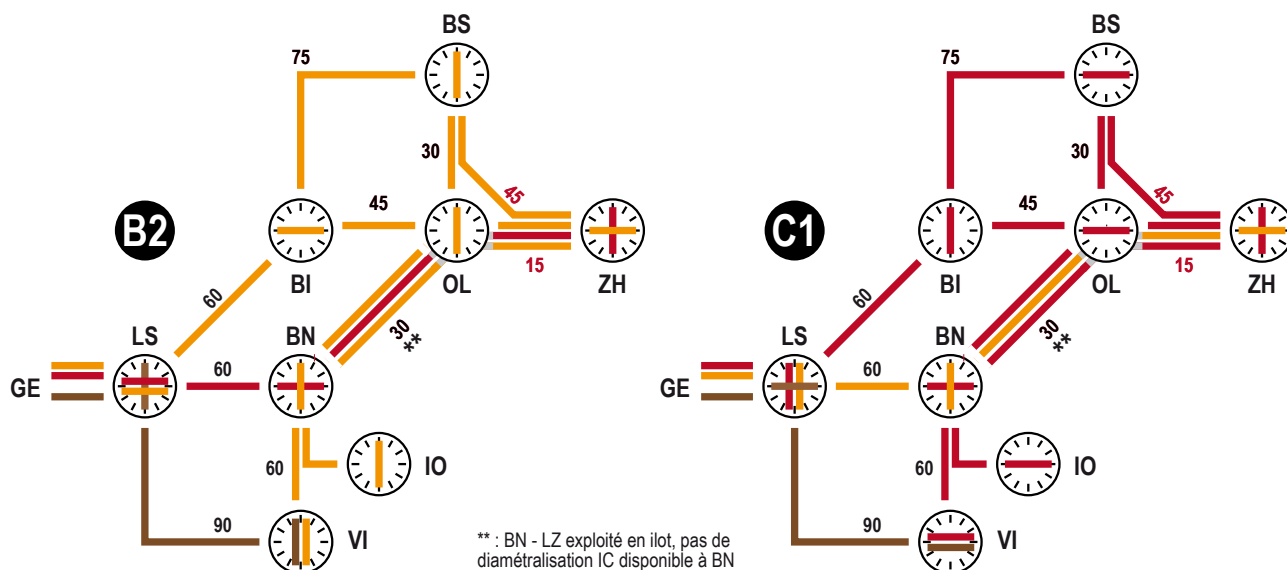 BS
75
30
45
B2
45
BI
OL
15
ZH
60
LS
BN
30
**
GE
60
60
IO
90
VI
** : BN - LZ exploité en ilot, pas de
diamétralisation IC disponible à BN
BS
75
30
45
C1
45
BI
OL
15
ZH
60
LS
BN
30
**
GE
60
60
IO
90
VI